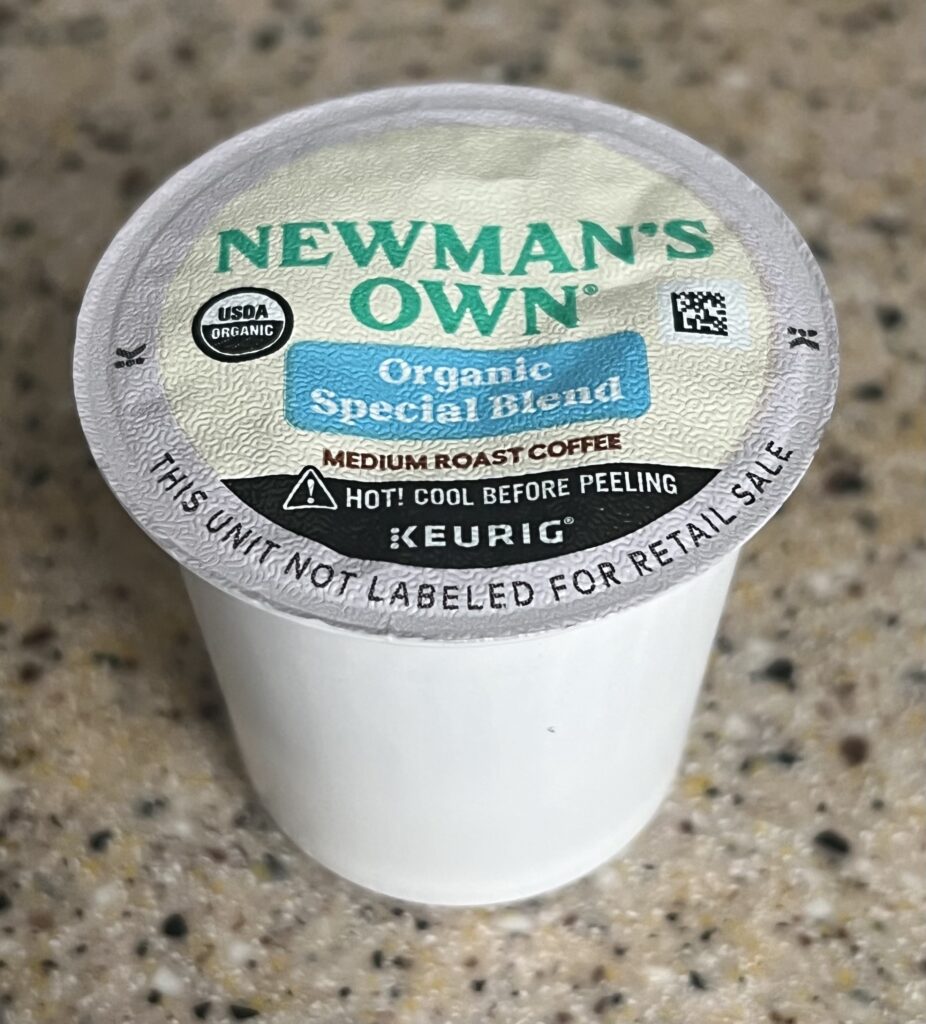 NEWMAN'S
OWN®
USDA
ORGANIC
Organic
Special Blend
MEDIUM ROAST COFFEE
HOT! COOL BEFORE PEELING
KEURIG®
THIS UNIT NOT LABELED FOR RETAIL SALE
K
K